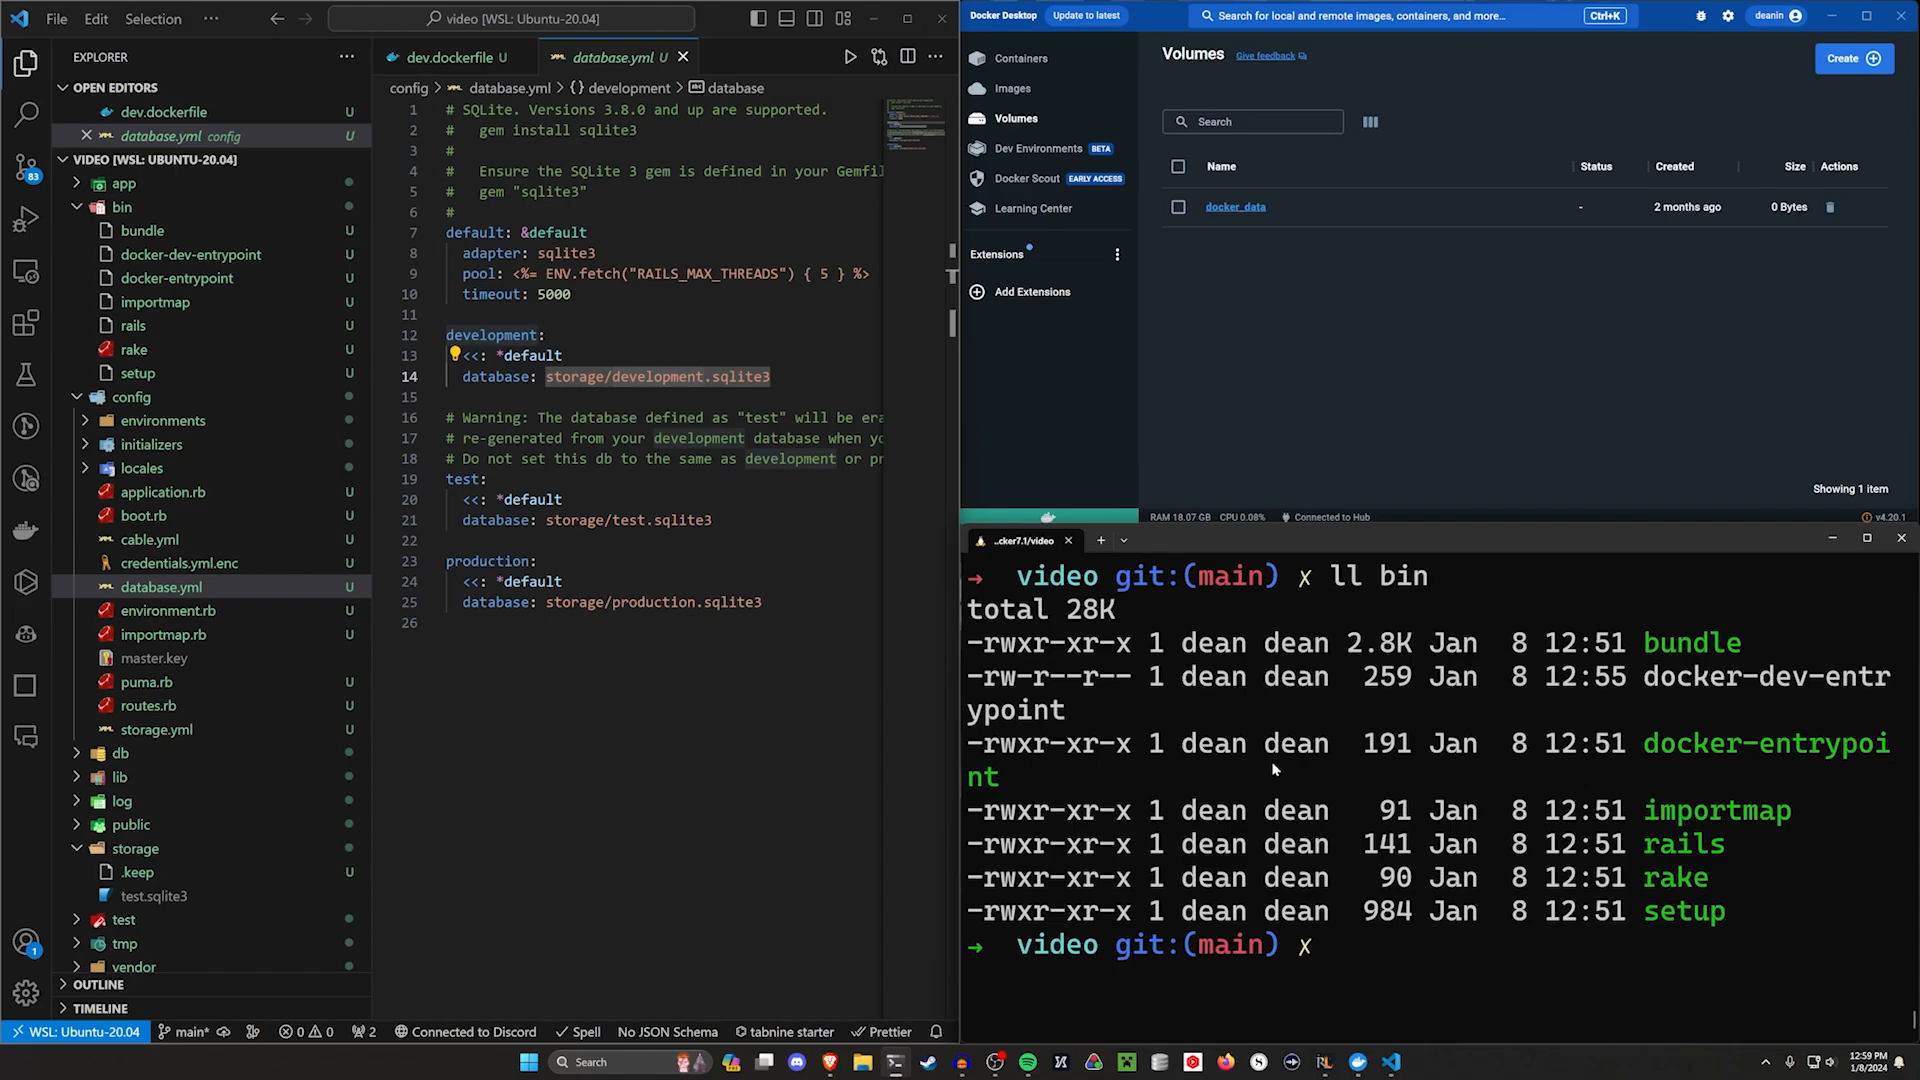 File Edit Selection ···
video [WSL: Ubuntu-20.04]
EXPLORER
OPEN EDITORS
dev.dockerfile U
database.yml config U
VIDEO [WSL: UBUNTU-20.04]
app
bin
bundle U
docker-dev-entrypoint U
docker-entrypoint U
importmap U
rails U
rake U
setup U
config
environments
initializers
locales
application.rb U
boot.rb U
cable.yml U
credentials.yml.enc U
database.yml U
environment.rb U
importmap.rb U
master.key
puma.rb U
routes.rb U
storage.yml U
db
lib
log
public
storage
.keep U
test.sqlite3
test
tmp
vendor
OUTLINE
TIMELINE
83
1
dev.dockerfile U
database.yml U
config > database.yml > {} development > database
1 # SQLite. Versions 3.8.0 and up are supported.
2 #   gem install sqlite3
3 #
4 #   Ensure the SQLite 3 gem is defined in your Gemfil
5 #   gem "sqlite3"
6 #
7 default: &default
8   adapter: sqlite3
9   pool: <%= ENV.fetch("RAILS_MAX_THREADS") { 5 } %>
10   timeout: 5000
11
12 development:
13   <<: *default
14   database: storage/development.sqlite3
15
16 # Warning: The database defined as "test" will be era
17 # re-generated from your development database when yo
18 # Do not set this db to the same as development or pr
19 test:
20   <<: *default
21   database: storage/test.sqlite3
22
23 production:
24   <<: *default
25   database: storage/production.sqlite3
26
WSL: Ubuntu-20.04 main* 0 0 2 Connected to Discord Spell No JSON Schema tabnine starter Prettier
Docker Desktop Update to latest
Search for local and remote images, containers, and more... Ctrl+K
deanin
Containers
Images
Volumes
Dev Environments BETA
Docker Scout EARLY ACCESS
Learning Center
Extensions
Add Extensions
Volumes Give feedback
Create
Search
Name Status Created Size Actions
docker_data - 2 months ago 0 Bytes
Showing 1 item
RAM 18.07 GB CPU 0.08% Connected to Hub v4.20.1
..cker7.1/video
→ video git:(main) ✗ ll bin
total 28K
-rwxr-xr-x 1 dean dean 2.8K Jan 8 12:51 bundle
-rw-r--r-- 1 dean dean 259 Jan 8 12:55 docker-dev-entr
ypoint
-rwxr-xr-x 1 dean dean 191 Jan 8 12:51 docker-entrypoi
nt
-rwxr-xr-x 1 dean dean 91 Jan 8 12:51 importmap
-rwxr-xr-x 1 dean dean 141 Jan 8 12:51 rails
-rwxr-xr-x 1 dean dean 90 Jan 8 12:51 rake
-rwxr-xr-x 1 dean dean 984 Jan 8 12:51 setup
→ video git:(main) ✗
Search
12:59 PM
1/8/2024